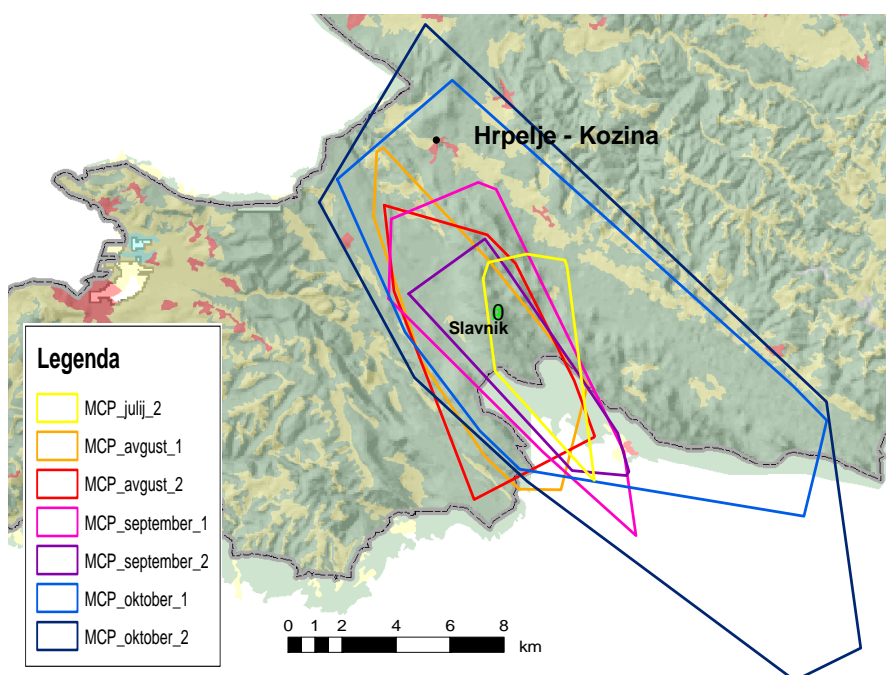 Hrpelje - Kozina
0
Slavnik
Legenda
MCP_julij_2
MCP_avgust_1
MCP_avgust_2
MCP_september_1
MCP_september_2
MCP_oktober_1
MCP_oktober_2
0 1 2 4 6 8
km